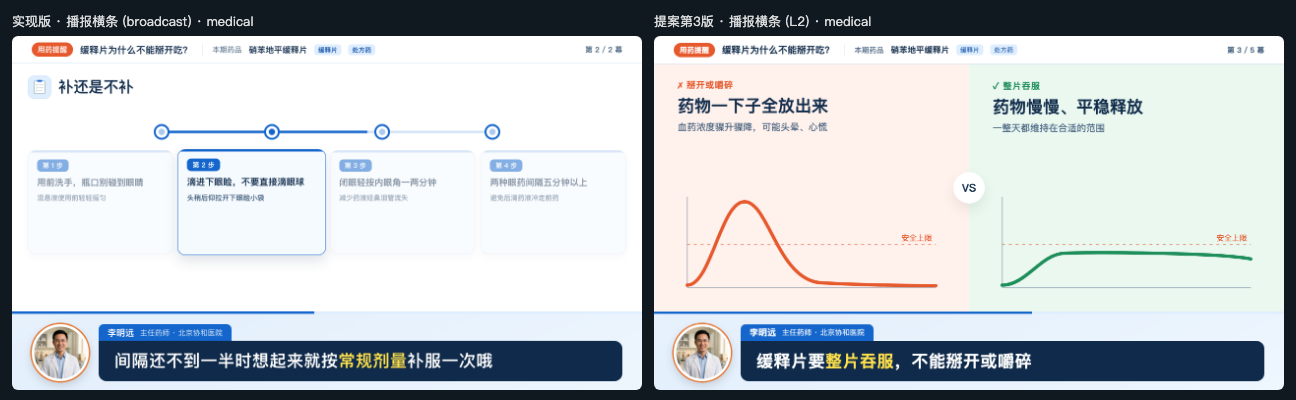 实现版 · 播报横条 (broadcast) · medical
用药提醒 缓释片为什么不能掰开吃? 本期药品 硝苯地平缓释片 缓释片 处方药 第 2 / 2 幕
补还是不补
第 1 步
用前洗手，瓶口别碰到眼睛
混悬液使用前轻轻摇匀
第 2 步
滴进下眼睑，不要直接滴眼球
头稍后仰拉开下眼睑小袋
第 3 步
闭眼轻按内眼角一两分钟
减少药液经鼻泪管流失
第 4 步
两种眼药间隔五分钟以上
避免后滴药液冲走前药
李明远 主任药师 · 北京协和医院
间隔还不到一半时想起来就按常规剂量补服一次哦
提案第3版 · 播报横条 (L2) · medical
用药提醒 缓释片为什么不能掰开吃? 本期药品 硝苯地平缓释片 缓释片 处方药 第 3 / 5 幕
✗ 掰开或嚼碎
药物一下子全放出来
血药浓度骤升骤降，可能头晕、心慌
安全上限
VS
✓ 整片吞服
药物慢慢、平稳释放
一整天都维持在合适的范围
安全上限
李明远 主任药师 · 北京协和医院
缓释片要整片吞服，不能掰开或嚼碎